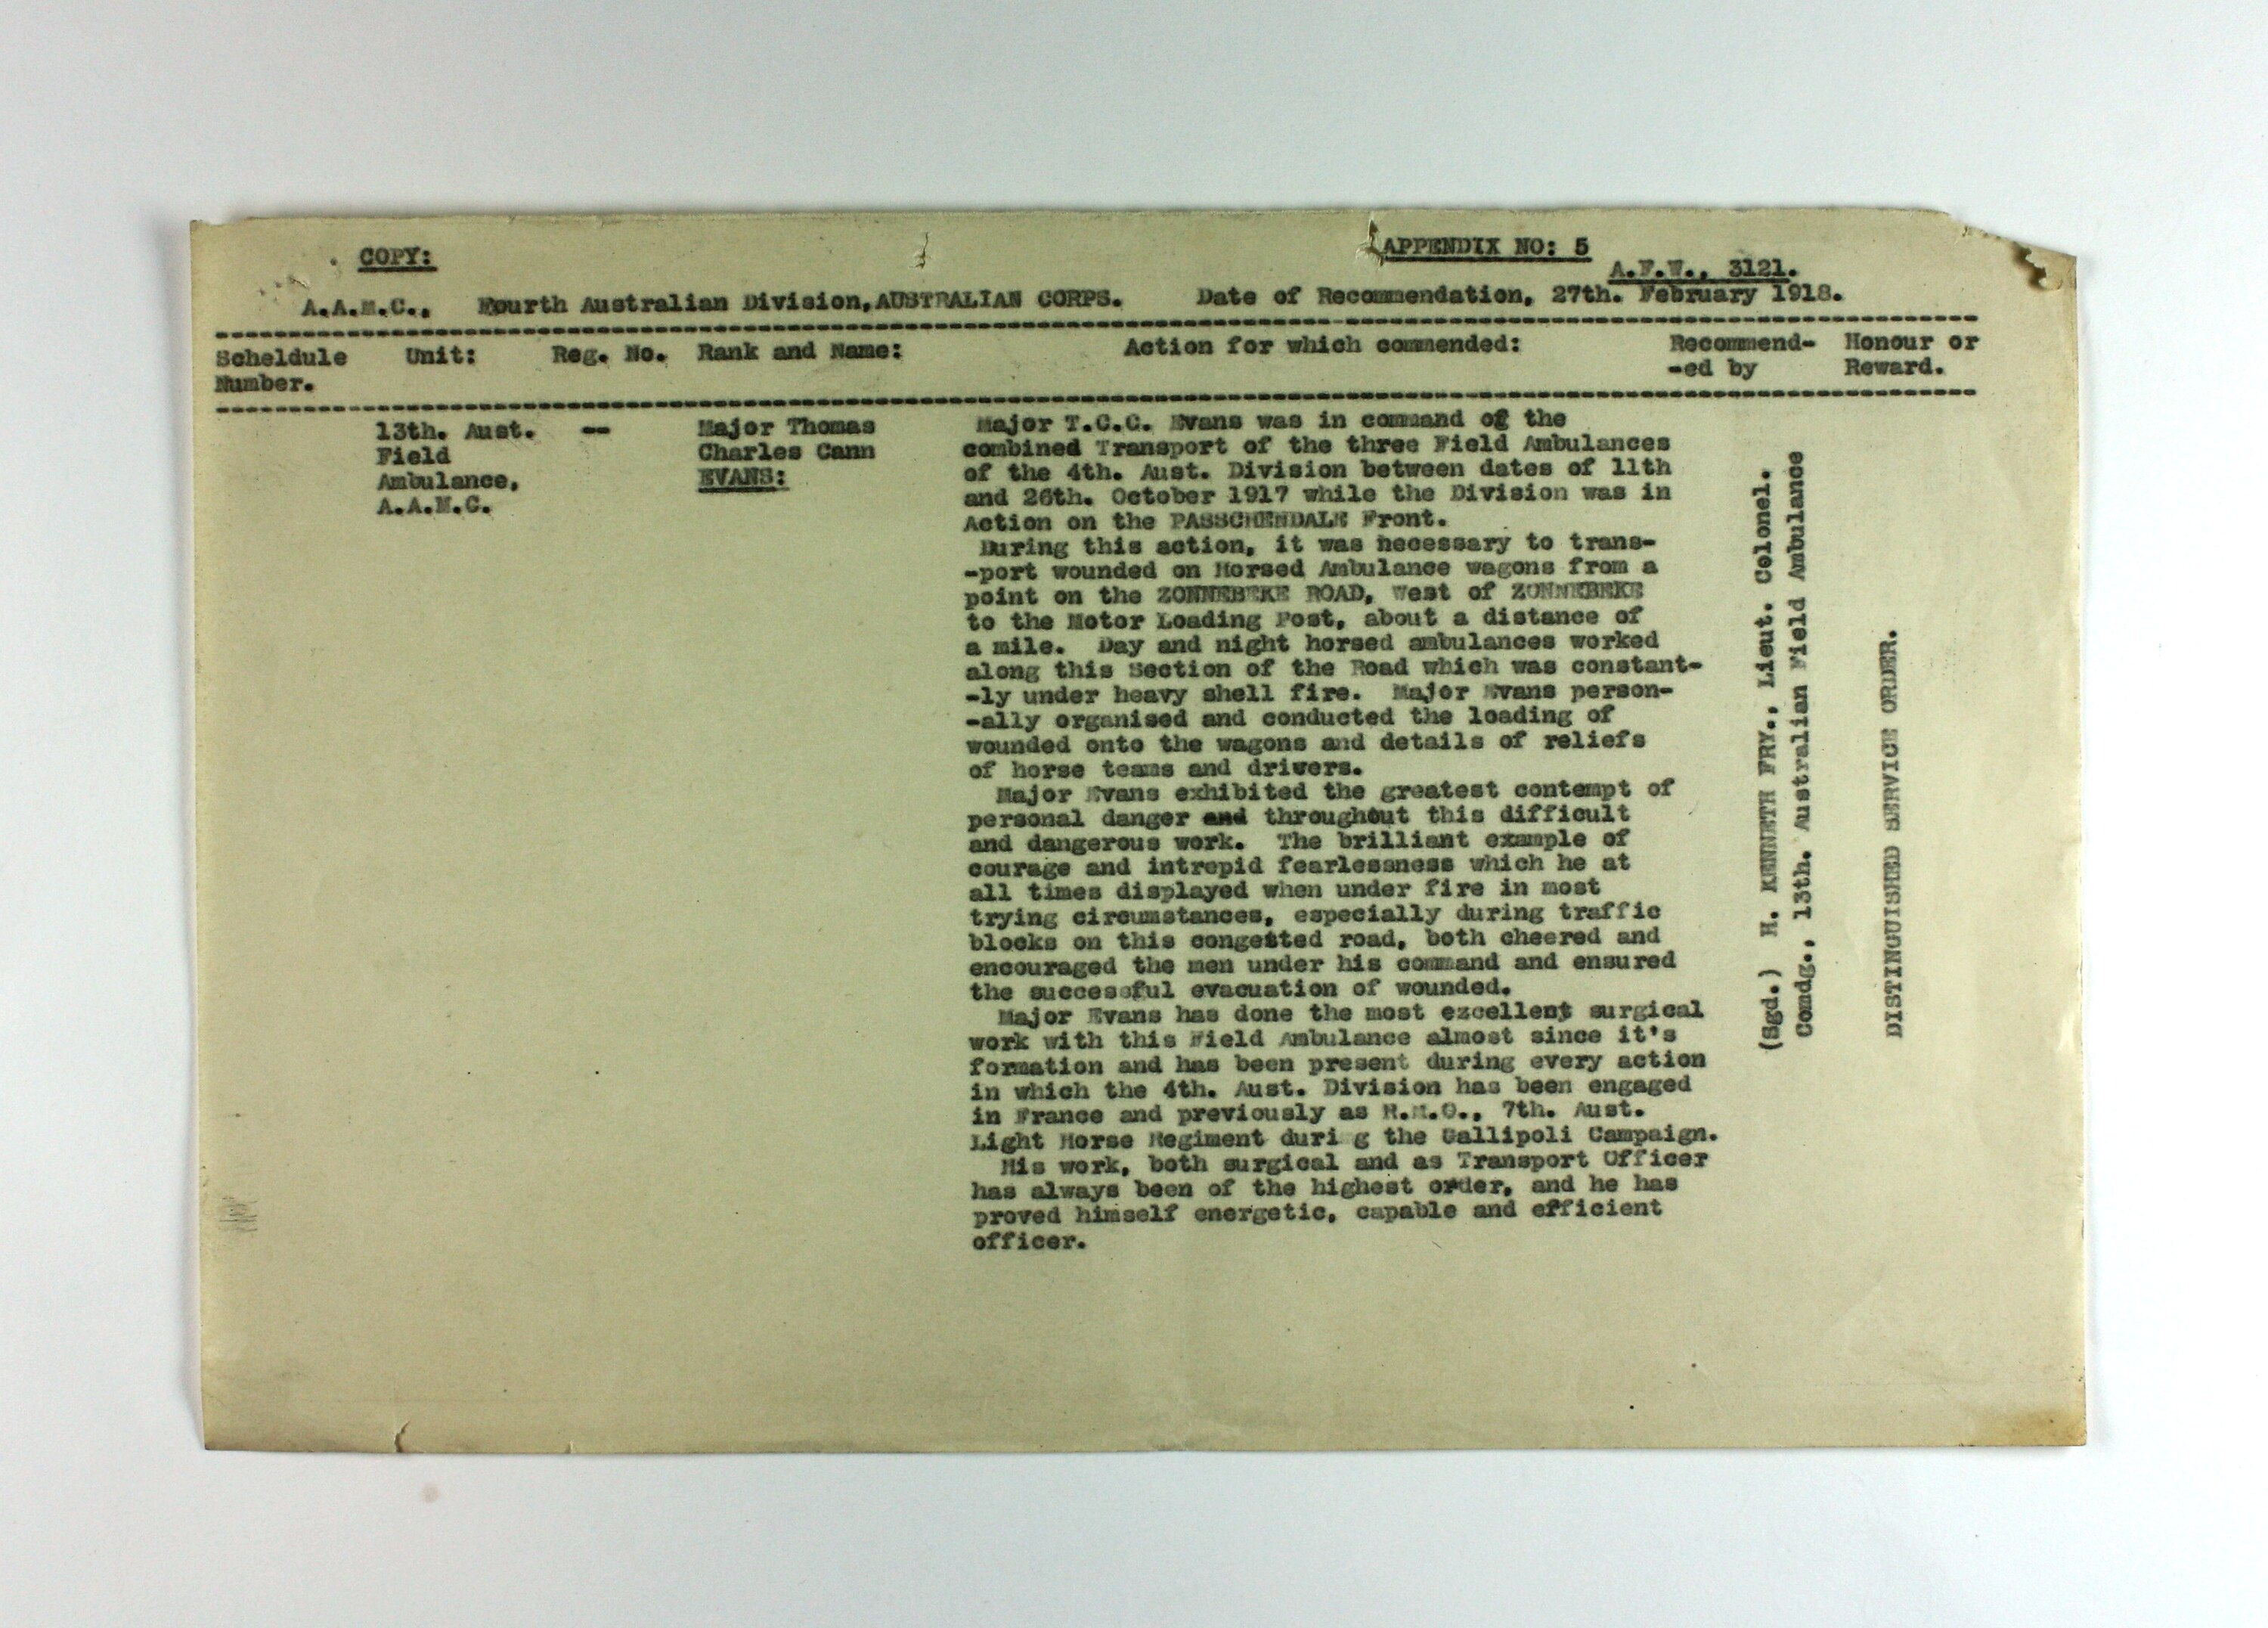 COPY:
APPENDIX NO: 5
A.F.W., 3121.
A.A.M.C., Fourth Australian Division,AUSTRALIAN CORPS. Date of Recommendation, 27th. February 1918.
Scheldule Unit: Reg. No. Rank and Name: Action for which commended: Recommend- Honour or
Number. -ed by Reward.
13th. Aust. -- Major Thomas
Field Charles Cann
Ambulance, EVANS:
A.A.M.C.
Major T.C.C. Evans was in command of the
combined Transport of the three Field Ambulances
of the 4th. Aust. Division between dates of 11th
and 26th. October 1917 while the Division was in
Action on the PASSCHENDALE Front.
During this action, it was necessary to trans-
-port wounded on Horsed Ambulance wagons from a
point on the ZONNEBEKE ROAD, West of ZONNEBEKE
to the Motor Loading Post, about a distance of
a mile. Day and night horsed ambulances worked
along this Section of the Road which was constant-
-ly under heavy shell fire. Major Evans person-
-ally organised and conducted the loading of
wounded onto the wagons and details of reliefs
of horse teams and drivers.
Major Evans exhibited the greatest contempt of
personal danger and throughout this difficult
and dangerous work. The brilliant example of
courage and intrepid fearlessness which he at
all times displayed when under fire in most
trying circumstances, especially during traffic
blocks on this congested road, both cheered and
encouraged the men under his command and ensured
the successful evacuation of wounded.
Major Evans has done the most excellent surgical
work with this Field Ambulance almost since it's
formation and has been present during every action
in which the 4th. Aust. Division has been engaged
in France and previously as R.M.O., 7th. Aust.
Light Horse Regiment duri g the Gallipoli Campaign.
His work, both surgical and as Transport Officer
has always been of the highest order, and he has
proved himself energetic, capable and efficient
officer.
(Sgd.) H. KENNETH FRY., Lieut. Colonel.
Comdg., 13th. Australian Field Ambulance
DISTINGUISHED SERVICE ORDER.